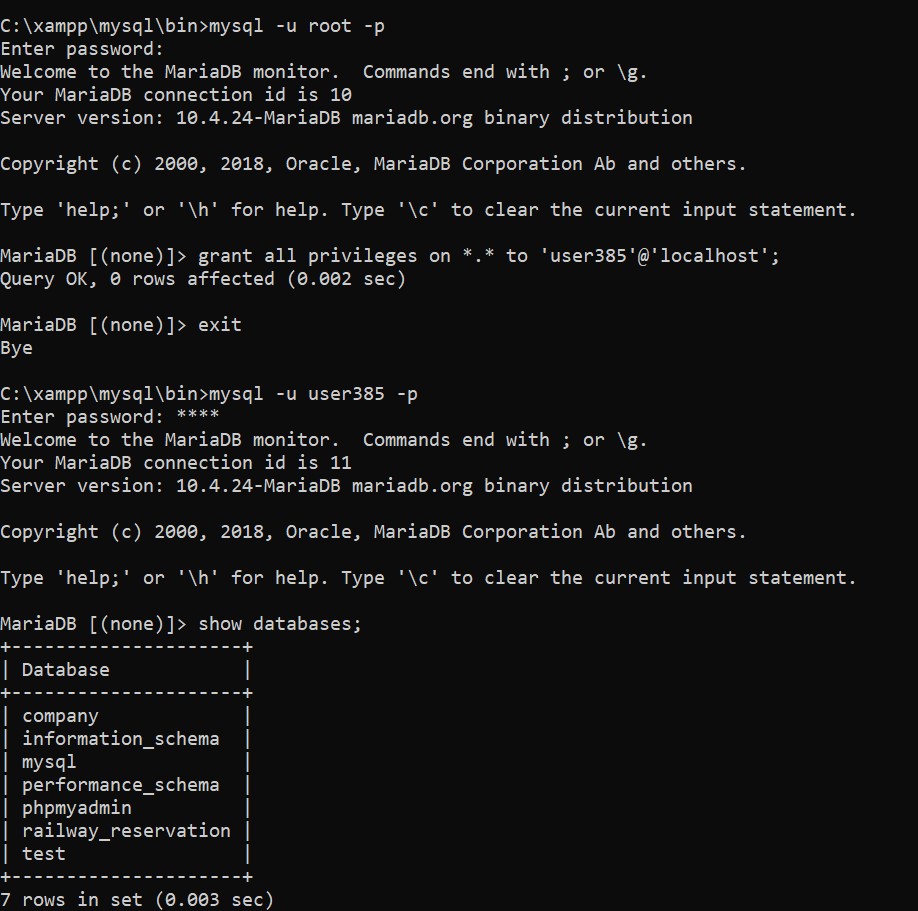 C:\xampp\mysql\bin>mysql -u root -p
Enter password:
Welcome to the MariaDB monitor.  Commands end with ; or \g.
Your MariaDB connection id is 10
Server version: 10.4.24-MariaDB mariadb.org binary distribution

Copyright (c) 2000, 2018, Oracle, MariaDB Corporation Ab and others.

Type 'help;' or '\h' for help. Type '\c' to clear the current input statement.

MariaDB [(none)]> grant all privileges on *.* to 'user385'@'localhost';
Query OK, 0 rows affected (0.002 sec)

MariaDB [(none)]> exit
Bye

C:\xampp\mysql\bin>mysql -u user385 -p
Enter password: ****
Welcome to the MariaDB monitor.  Commands end with ; or \g.
Your MariaDB connection id is 11
Server version: 10.4.24-MariaDB mariadb.org binary distribution

Copyright (c) 2000, 2018, Oracle, MariaDB Corporation Ab and others.

Type 'help;' or '\h' for help. Type '\c' to clear the current input statement.

MariaDB [(none)]> show databases;
+---------------------+
| Database            |
+---------------------+
| company             |
| information_schema  |
| mysql               |
| performance_schema  |
| phpmyadmin          |
| railway_reservation |
| test                |
+---------------------+
7 rows in set (0.003 sec)